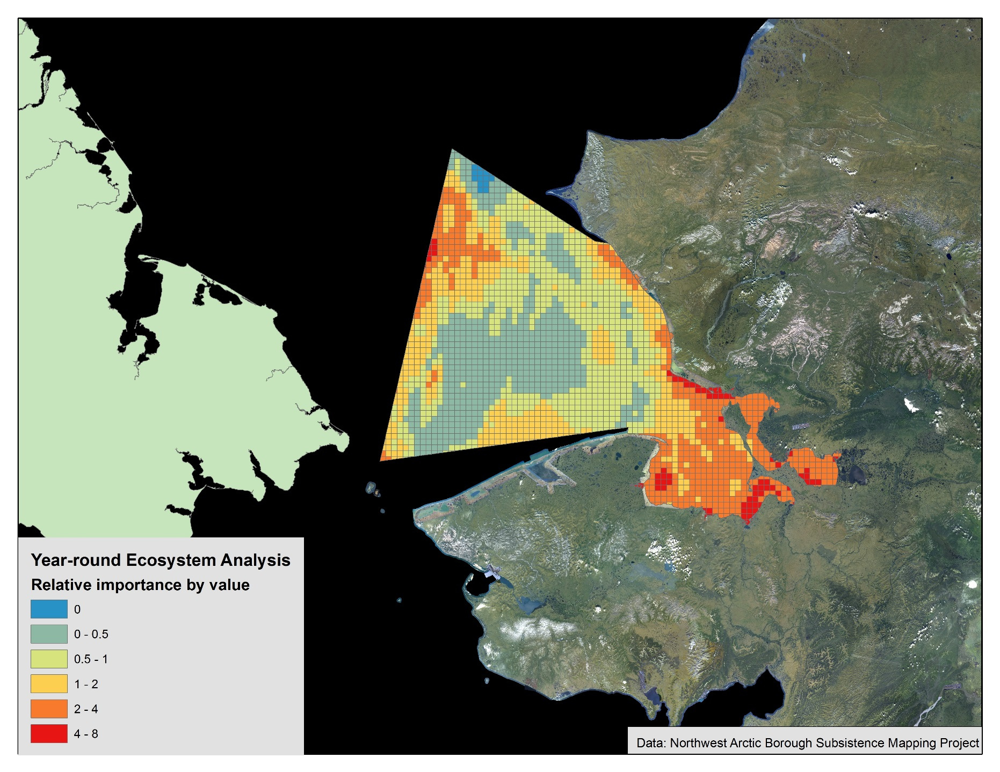 Year-round Ecosystem Analysis
Relative importance by value
0
0 - 0.5
0.5 - 1
1 - 2
2 - 4
4 - 8
Data: Northwest Arctic Borough Subsistence Mapping Project